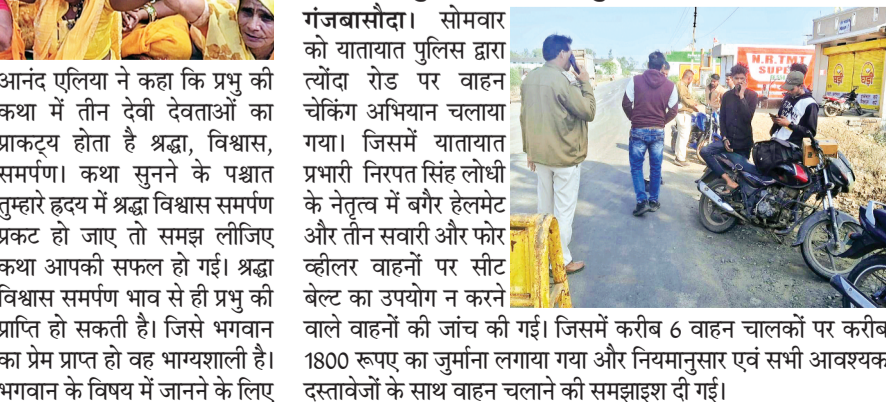 आनंद एलिया ने कहा कि प्रभु की
कथा में तीन देवी देवताओं का
प्राकट्य होता है श्रद्धा, विश्वास,
समर्पण। कथा सुनने के पश्चात
तुम्हारे हृदय में श्रद्धा विश्वास समर्पण
प्रकट हो जाए तो समझ लीजिए
कथा आपकी सफल हो गई। श्रद्धा
विश्वास समर्पण भाव से ही प्रभु की
प्राप्ति हो सकती है। जिसे भगवान
का प्रेम प्राप्त हो वह भाग्यशाली है।
भगवान के विषय में जानने के लिए
गंजबासौदा। सोमवार
को यातायात पुलिस द्वारा
त्योंदा रोड पर वाहन
चेकिंग अभियान चलाया
गया। जिसमें यातायात
प्रभारी निरपत सिंह लोधी
के नेतृत्व में बगैर हेलमेट
और तीन सवारी और फोर
व्हीलर वाहनों पर सीट
बेल्ट का उपयोग न करने
वाले वाहनों की जांच की गई। जिसमें करीब 6 वाहन चालकों पर करीब
1800 रूपए का जुर्माना लगाया गया और नियमानुसार एवं सभी आवश्यक
दस्तावेजों के साथ वाहन चलाने की समझाइश दी गई।
N.R.TMT